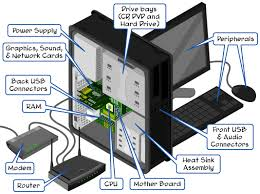 Drive bays
(CD, DVD and
Hard Drive)
Power Supply
Peripherals
Graphics, Sound,
& Network Cards
Back USB
Connectors
RAM
Front USB
& Audio
Connectors
Heat Sink
Assembly
Modem
Router
CPU
Mother Board